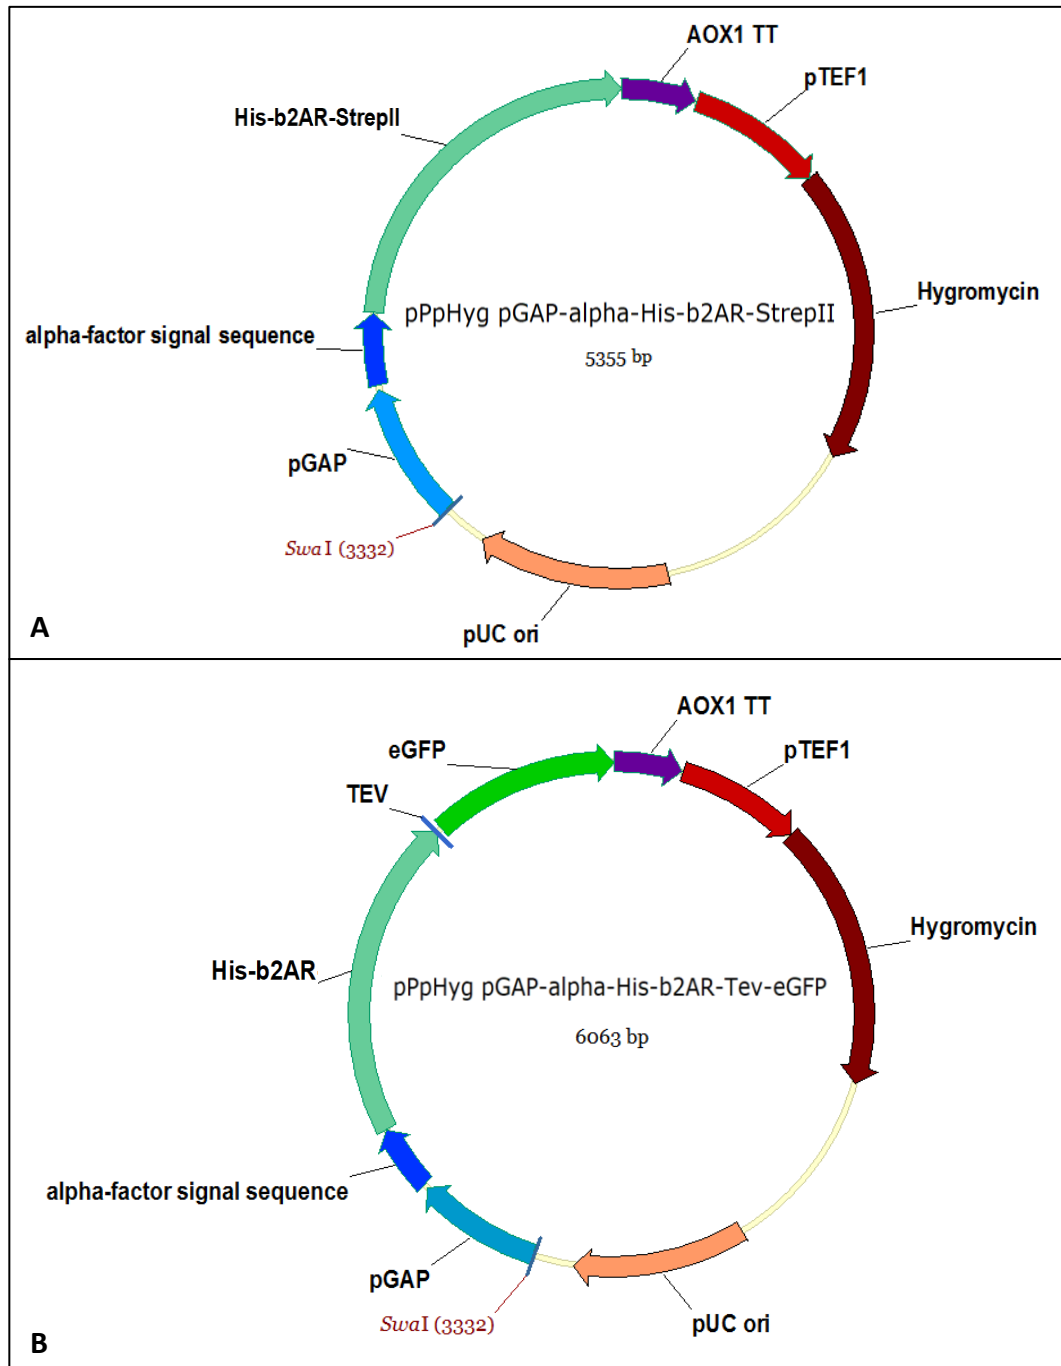 AOX1 TT
pTEF1
His-b2AR-StrepII
Hygromycin
pPpHyg pGAP-alpha-His-b2AR-StrepII
alpha-factor signal sequence
5355 bp
pGAP
SwaI (3332)
A
pUC ori
AOX1 TT
eGFP
pTEF1
TEV
Hygromycin
His-b2AR
pPpHyg pGAP-alpha-His-b2AR-Tev-eGFP
6063 bp
alpha-factor signal sequence
pGAP
SwaI (3332)
pUC ori
B